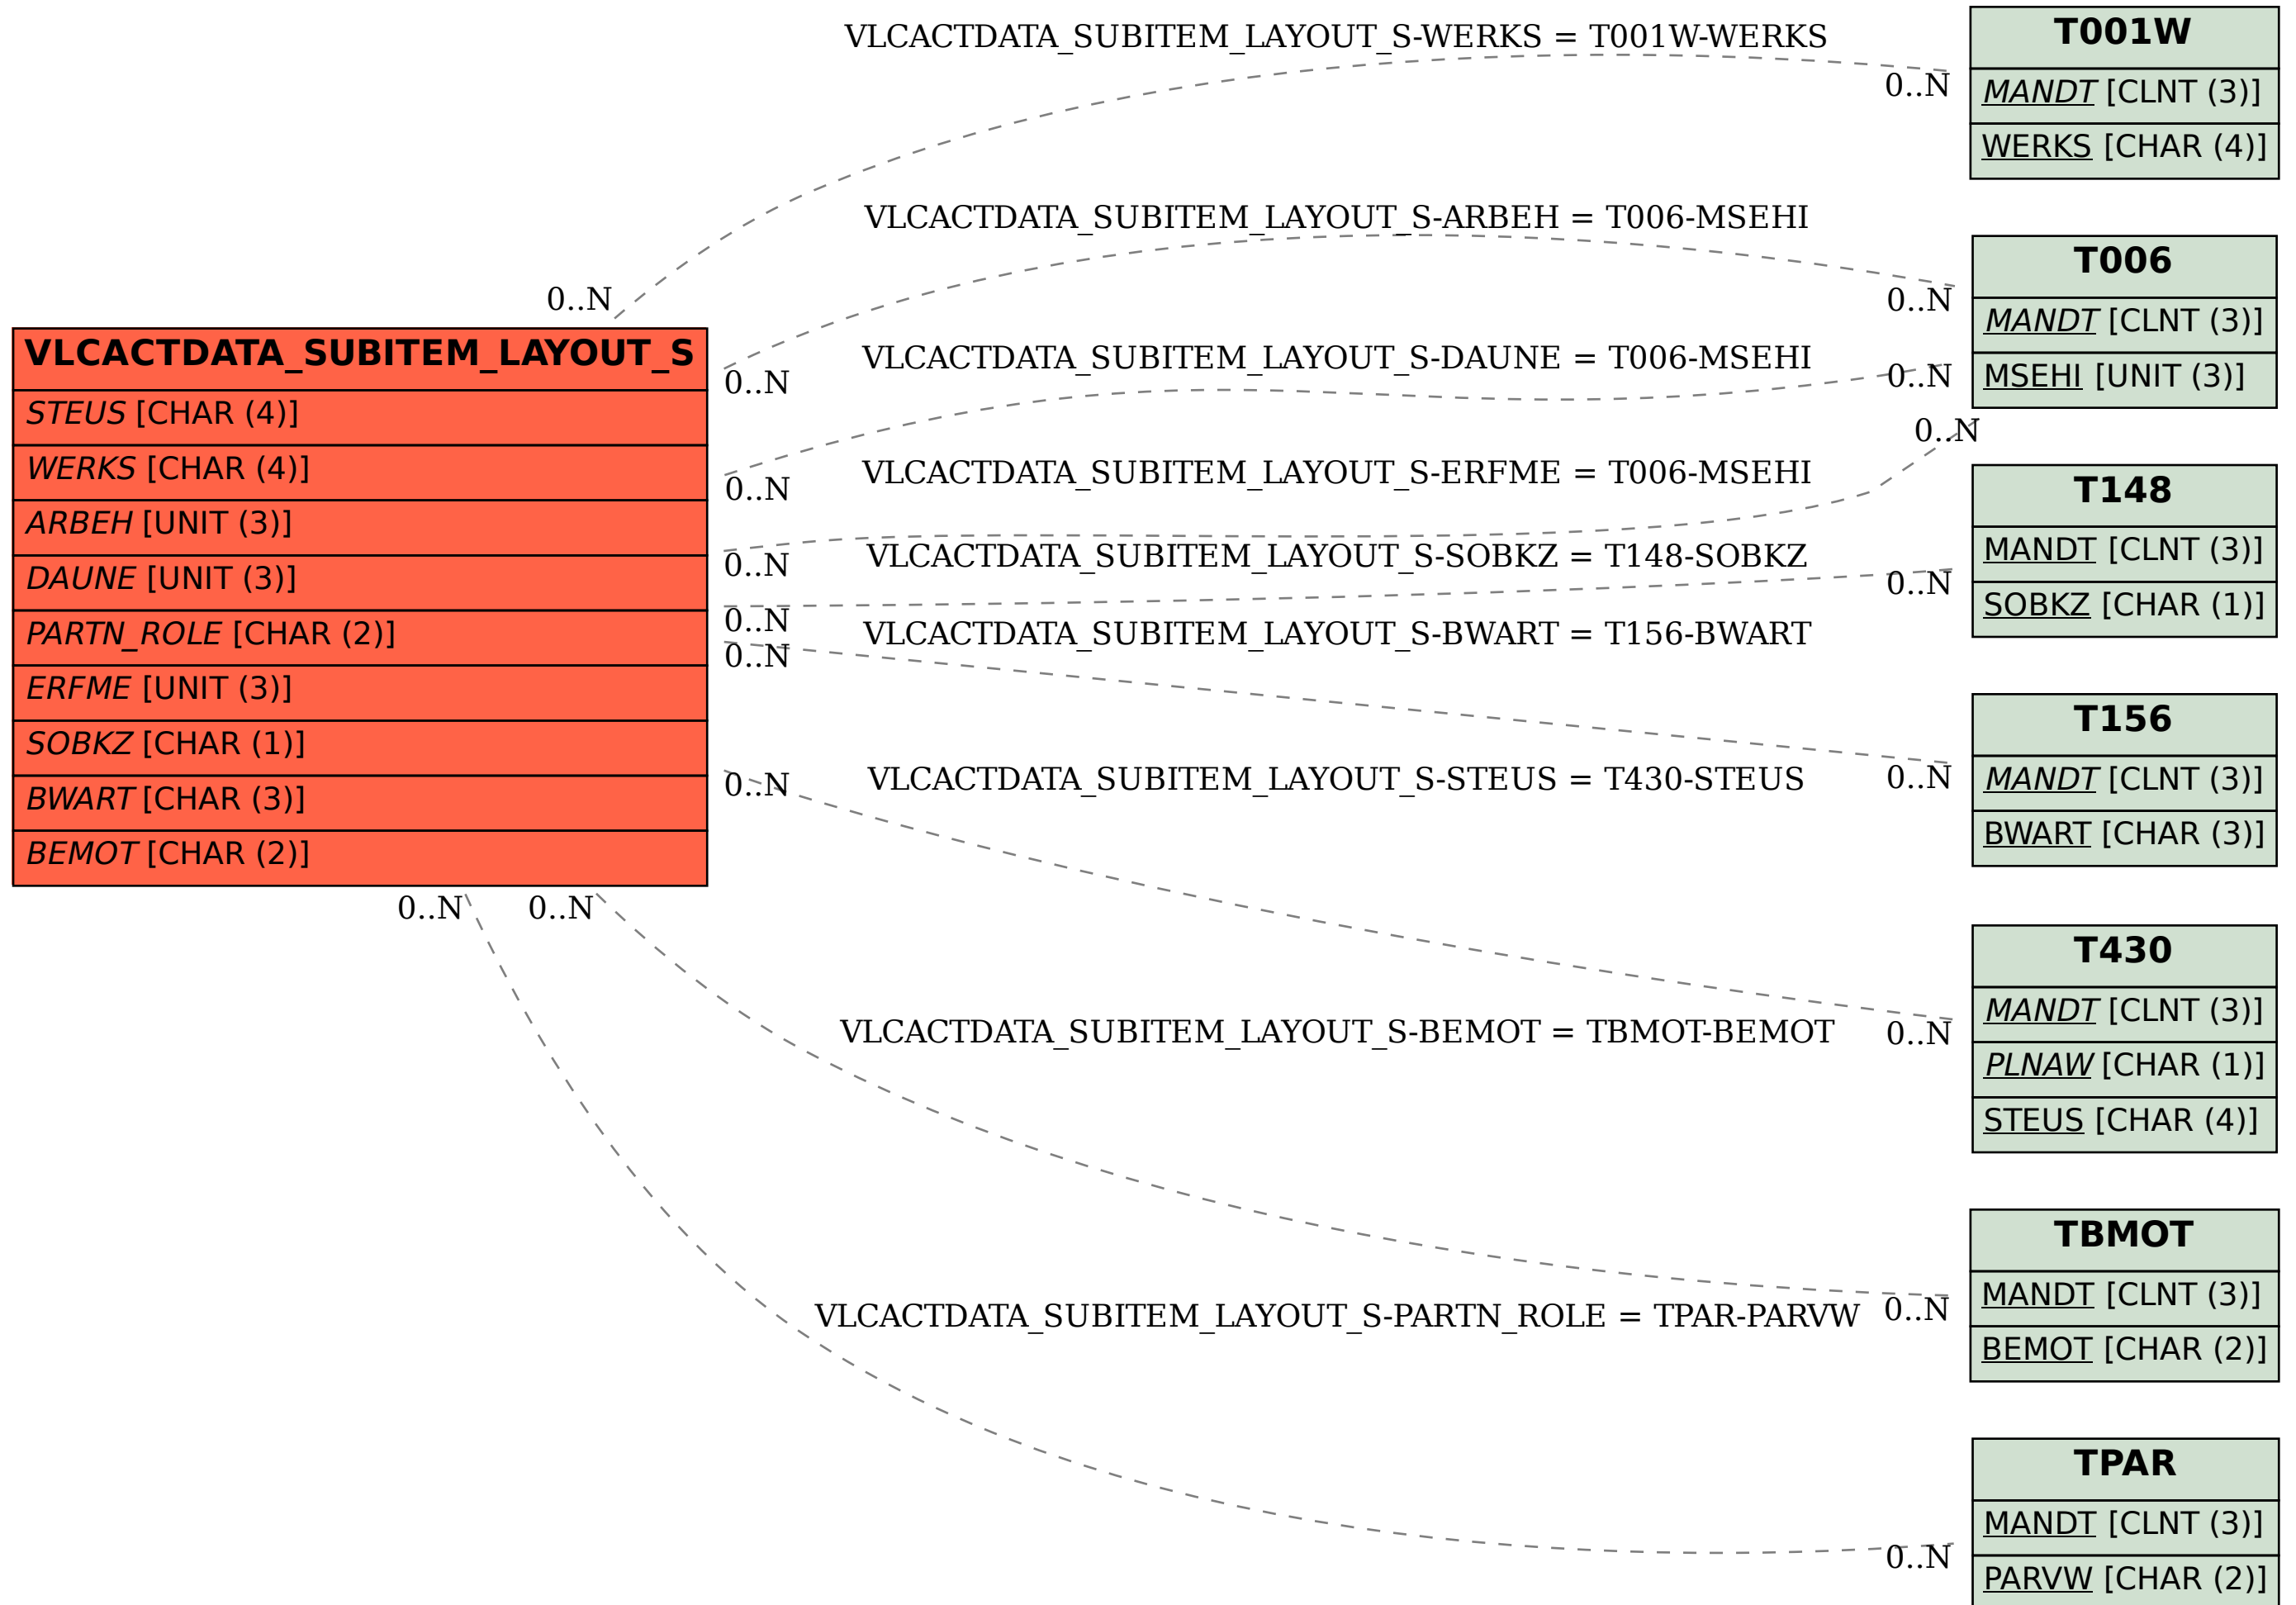 VLCACTDATA_SUBITEM_LAYOUT_S
STEUS [CHAR (4)]
WERKS [CHAR (4)]
ARBEH [UNIT (3)]
DAUNE [UNIT (3)]
PARTN_ROLE [CHAR (2)]
ERFME [UNIT (3)]
SOBKZ [CHAR (1)]
BWART [CHAR (3)]
BEMOT [CHAR (2)]
VLCACTDATA_SUBITEM_LAYOUT_S-WERKS = T001W-WERKS
0..N
0..N
VLCACTDATA_SUBITEM_LAYOUT_S-ARBEH = T006-MSEHI
0..N
0..N
VLCACTDATA_SUBITEM_LAYOUT_S-DAUNE = T006-MSEHI
0..N
0..N
VLCACTDATA_SUBITEM_LAYOUT_S-ERFME = T006-MSEHI
0..N
0..N
VLCACTDATA_SUBITEM_LAYOUT_S-SOBKZ = T148-SOBKZ
0..N
0..N
VLCACTDATA_SUBITEM_LAYOUT_S-BWART = T156-BWART
0..N
0..N
VLCACTDATA_SUBITEM_LAYOUT_S-STEUS = T430-STEUS
0..N
0..N
VLCACTDATA_SUBITEM_LAYOUT_S-BEMOT = TBMOT-BEMOT
0..N
0..N
VLCACTDATA_SUBITEM_LAYOUT_S-PARTN_ROLE = TPAR-PARVW
0..N
0..N
T001W
MANDT [CLNT (3)]
WERKS [CHAR (4)]
T006
MANDT [CLNT (3)]
MSEHI [UNIT (3)]
T148
MANDT [CLNT (3)]
SOBKZ [CHAR (1)]
T156
MANDT [CLNT (3)]
BWART [CHAR (3)]
T430
MANDT [CLNT (3)]
PLNAW [CHAR (1)]
STEUS [CHAR (4)]
TBMOT
MANDT [CLNT (3)]
BEMOT [CHAR (2)]
TPAR
MANDT [CLNT (3)]
PARVW [CHAR (2)]